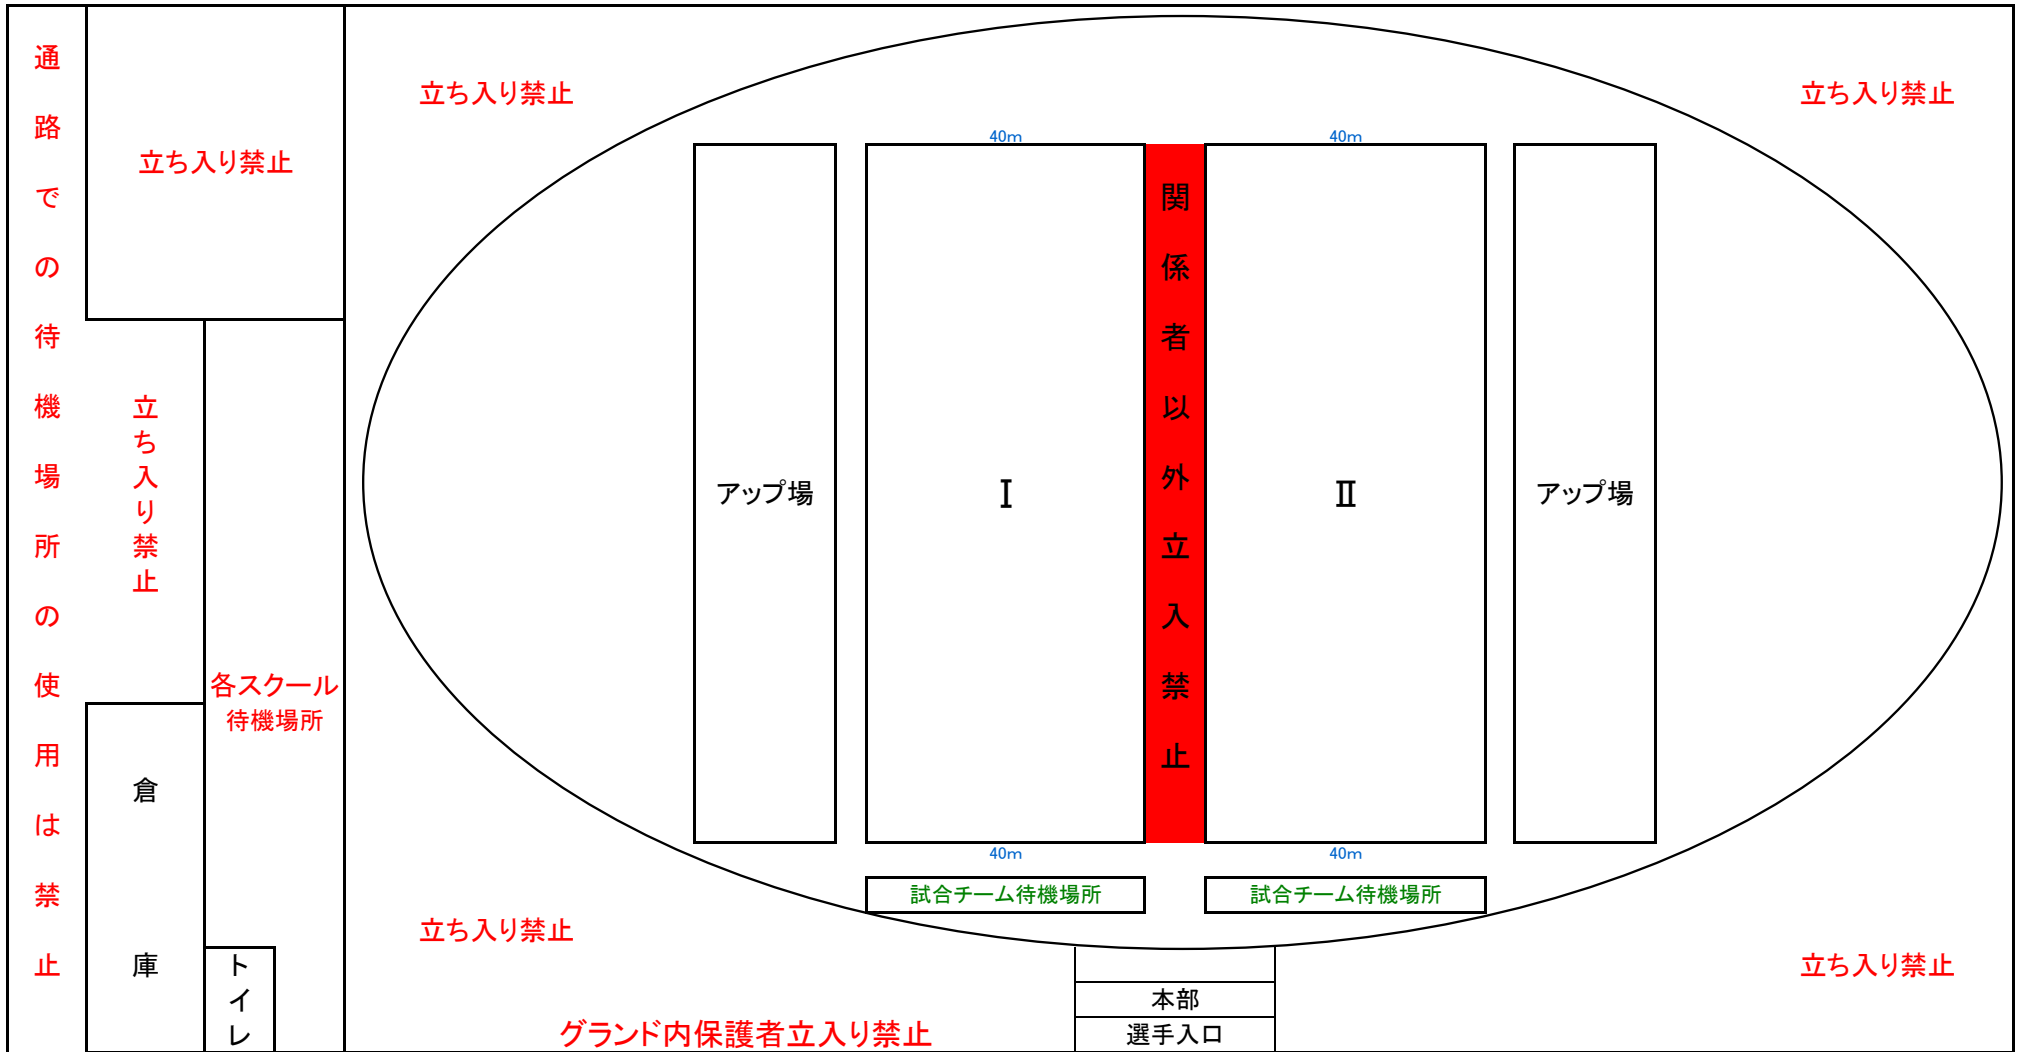 通路での待機場所の使用は禁止
立ち入り禁止
立ち入り禁止
倉庫
各スクール
待機場所
トイレ
立ち入り禁止
立ち入り禁止
40m
40m
アップ場
Ⅰ
関係者以外立入禁止
Ⅱ
アップ場
40m
40m
試合チーム待機場所
試合チーム待機場所
立ち入り禁止
立ち入り禁止
本部
選手入口
グランド内保護者立入り禁止